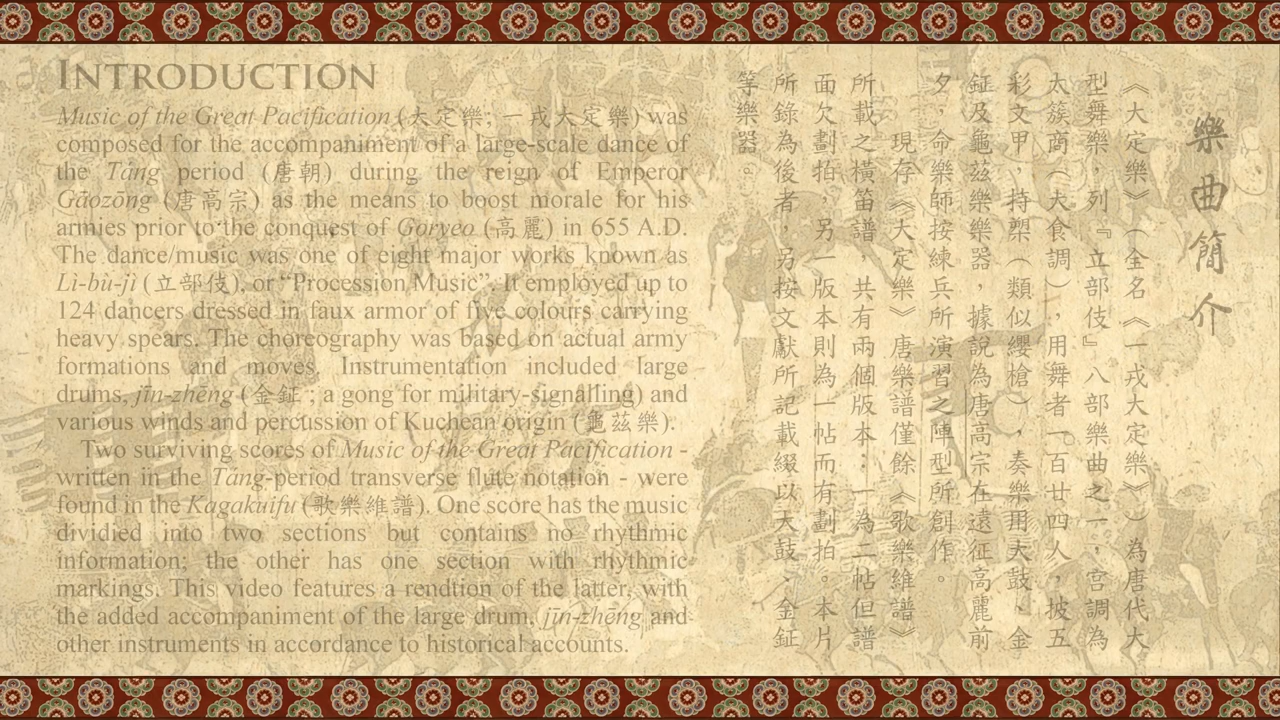 INTRODUCTION
Music of the Great Pacification (大定樂; 一戎大定樂) was
composed for the accompaniment of a large-scale dance of
the Táng period (唐朝) during the reign of Emperor
Gāozōng (唐高宗) as the means to boost morale for his
armies prior to the conquest of Goryeo (高麗) in 655 A.D.
The dance/music was one of eight major works known as
Lì-bù-jì (立部伎), or “Procession Music”. It employed up to
124 dancers dressed in faux armor of five colours carrying
heavy spears. The choreography was based on actual army
formations and moves. Instrumentation included large
drums, jīn-zhēng (金鉦 ; a gong for military-signalling) and
various winds and percussion of Kuchean origin (龜茲樂).
Two surviving scores of Music of the Great Pacification -
written in the Táng-period transverse flute notation - were
found in the Kagakuifu (歌樂維譜). One score has the music
divided into two sections but contains no rhythmic
information; the other has one section with rhythmic
markings. This video features a rendtion of the latter, with
the added accompaniment of the large drum, jīn-zhēng and
other instruments in accordance to historical accounts.
樂曲簡介
《大定樂》（全名《一戎大定樂》）為唐代大
型舞樂，列『立部伎』八部樂曲之一，宮調為
太簇商（大食調），用舞者一百廿四人，披五
彩文甲、持槊（類似纓槍），奏樂用大鼓、金
鉦及龜茲樂樂器，據說為唐高宗在遠征高麗前
夕，命樂師按練兵所演習之陣型所創作。
現存《大定樂》唐樂譜僅餘《歌樂維譜》
所載之橫笛譜，共有兩個版本：一為二帖但譜
面欠劃拍，另一版本則為一帖而有劃拍。本片
所錄為後者，另按文獻所記載綴以大鼓、金鉦
等樂器。